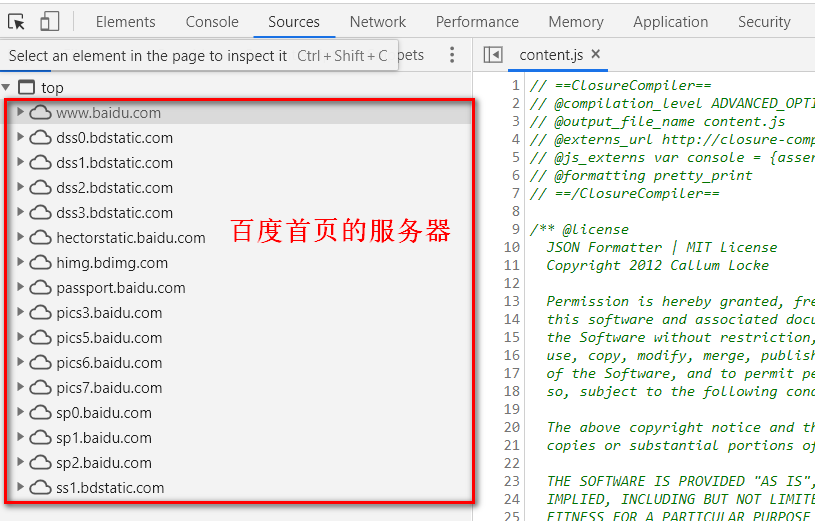 Elements Console Sources Network Performance Memory Application Security
Select an element in the page to inspect it Ctrl + Shift + C
content.js ×
top
www.baidu.com
dss0.bdstatic.com
dss1.bdstatic.com
dss2.bdstatic.com
dss3.bdstatic.com
hectorstatic.baidu.com
himg.bdimg.com
passport.baidu.com
pics3.baidu.com
pics5.baidu.com
pics6.baidu.com
pics7.baidu.com
sp0.baidu.com
sp1.baidu.com
sp2.baidu.com
ss1.bdstatic.com
百度首页的服务器
1 // ==ClosureCompiler==
2 // @compilation_level ADVANCED_OPTI
3 // @output_file_name content.js
4 // @externs_url http://closure-comp
5 // @js_externs var console = {asser
6 // @formatting pretty_print
7 // ==/ClosureCompiler==
8
9 /** @license
10 JSON Formatter | MIT License
11 Copyright 2012 Callum Locke
12
13 Permission is hereby granted, fre
14 this software and associated docu
15 the Software without restriction,
16 use, copy, modify, merge, publish
17 of the Software, and to permit pe
18 so, subject to the following cond
19
20 The above copyright notice and th
21 copies or substantial portions of
22
23 THE SOFTWARE IS PROVIDED "AS IS",
24 IMPLIED, INCLUDING BUT NOT LIMITE
25 FITNESS FOR A PARTICULAR PURPOSE